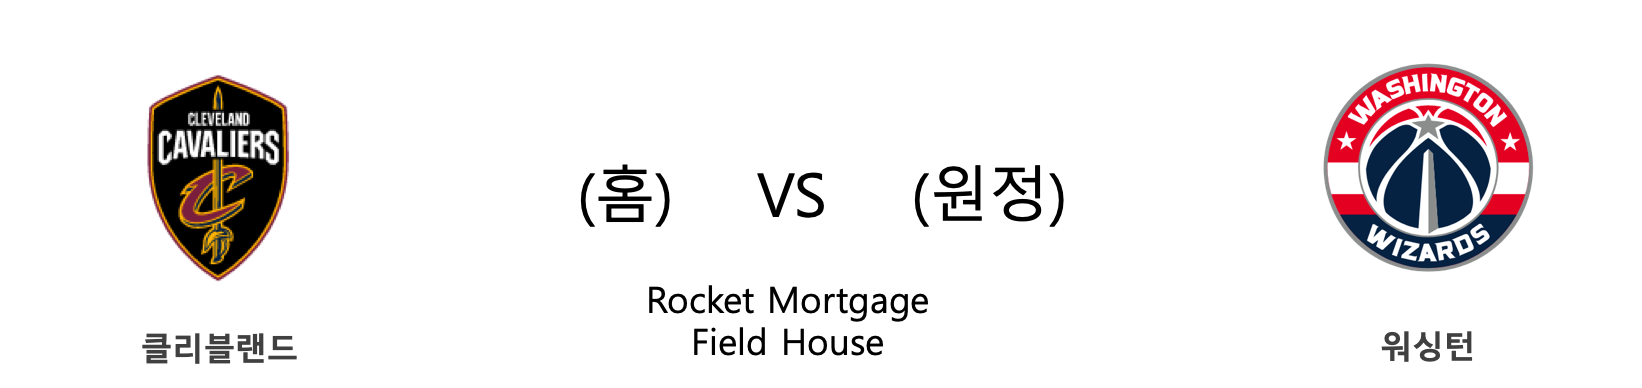 CLEVELAND
CAVALIERS
WASHINGTON
WIZARDS
(홈) VS (원정)
Rocket Mortgage
Field House
클리블랜드
워싱턴